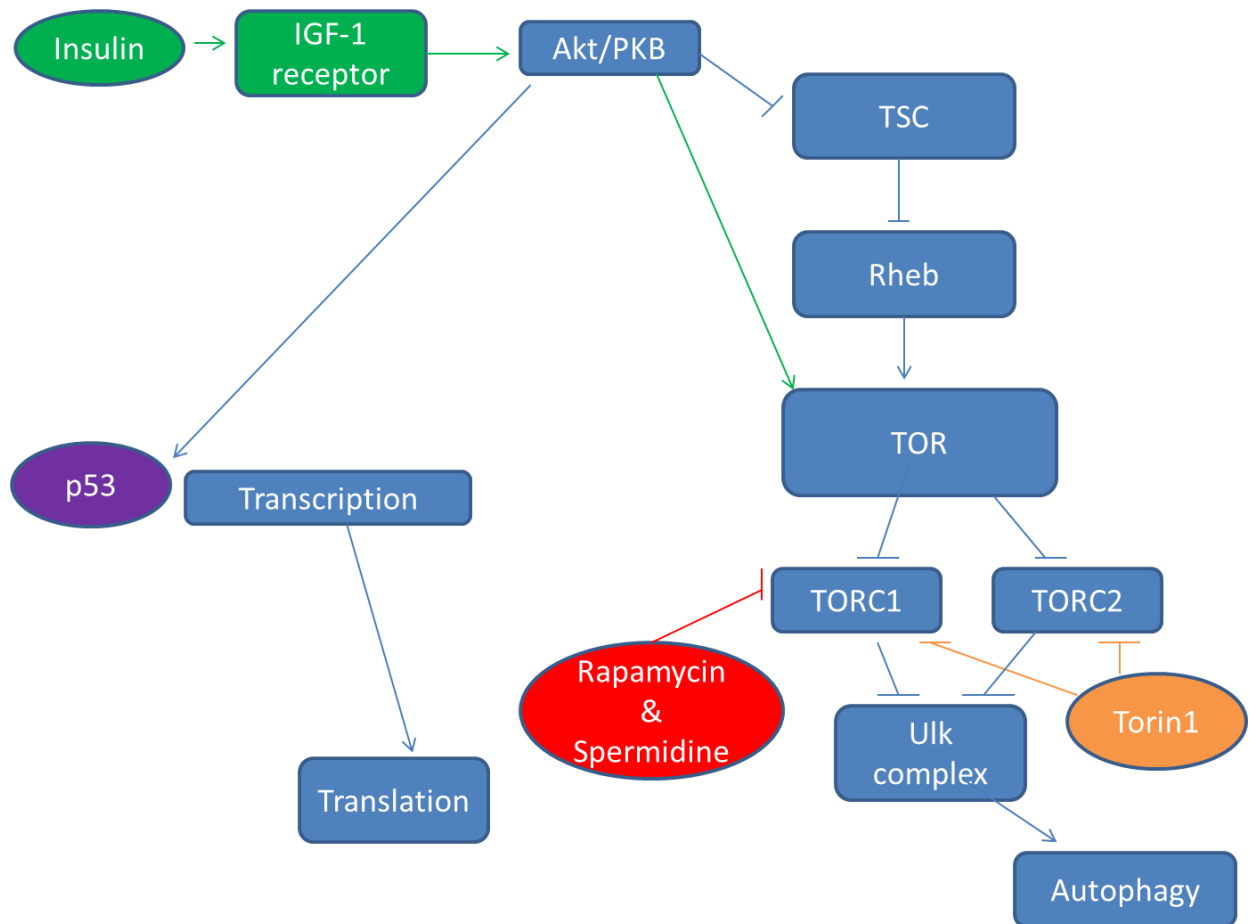 Insulin
IGF-1
receptor
Akt/PKB
TSC
Rheb
TOR
p53
Transcription
TORC1
TORC2
Rapamycin
&
Spermidine
Torin1
Ulk
complex
Translation
Autophagy